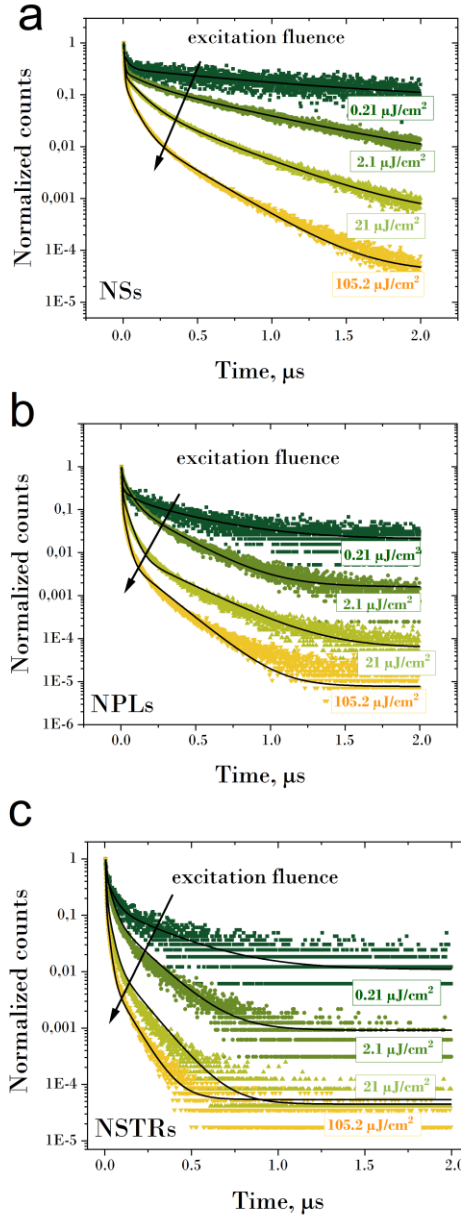 a
excitation fluence
1
0.1
0.01
0.001
1E-4
1E-5
Normalized counts
0.21 μJ/cm²
2.1 μJ/cm²
21 μJ/cm²
105.2 μJ/cm²
NSs
0.0 0.5 1.0 1.5 2.0
Time, μs
b
excitation fluence
1
0.1
0.01
0.001
1E-4
1E-5
1E-6
Normalized counts
0.21 μJ/cm²
2.1 μJ/cm²
21 μJ/cm²
105.2 μJ/cm²
NPLs
0.0 0.5 1.0 1.5 2.0
Time, μs
c
excitation fluence
1
0.1
0.01
0.001
1E-4
1E-5
Normalized counts
0.21 μJ/cm²
2.1 μJ/cm²
21 μJ/cm²
105.2 μJ/cm²
NSTRs
0.0 0.5 1.0 1.5 2.0
Time, μs